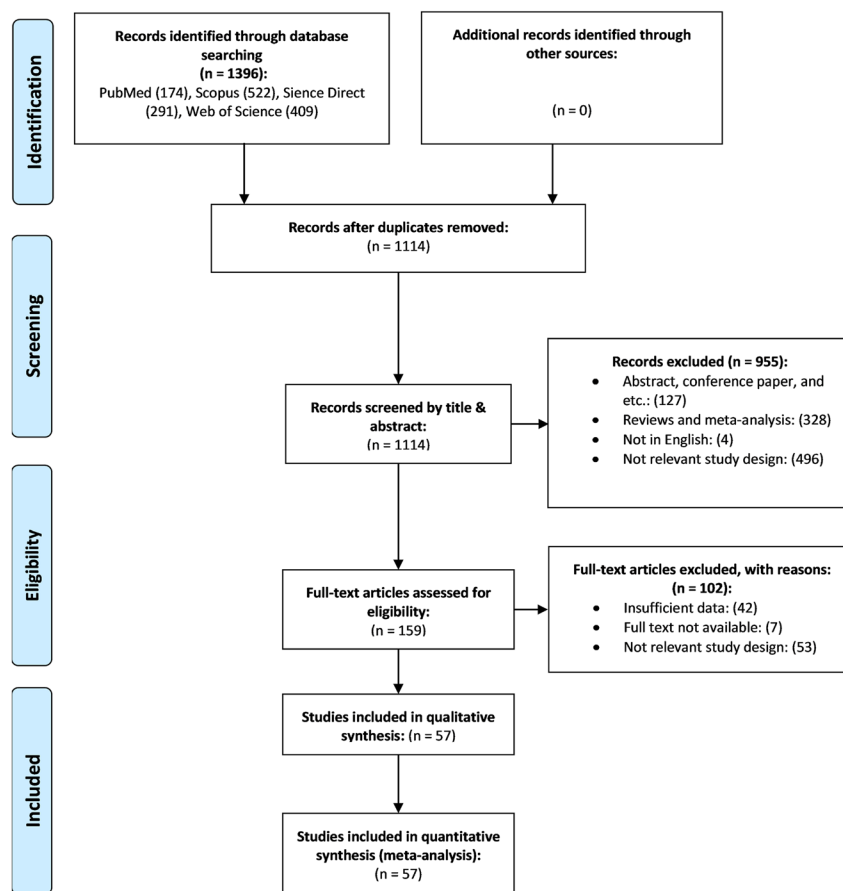 Identification
Records identified through database
searching
(n = 1396):
PubMed (174), Scopus (522), Sience Direct
(291), Web of Science (409)
Additional records identified through
other sources:
(n = 0)
Records after duplicates removed:
(n = 1114)
Screening
Records screened by title &
abstract:
(n = 1114)
Records excluded (n = 955):
• Abstract, conference paper, and
etc.: (127)
• Reviews and meta-analysis: (328)
• Not in English: (4)
• Not relevant study design: (496)
Eligibility
Full-text articles assessed for
eligibility:
(n = 159)
Full-text articles excluded, with reasons:
(n = 102):
• Insufficient data: (42)
• Full text not available: (7)
• Not relevant study design: (53)
Included
Studies included in qualitative
synthesis: (n = 57)
Studies included in quantitative
synthesis (meta-analysis):
(n = 57)